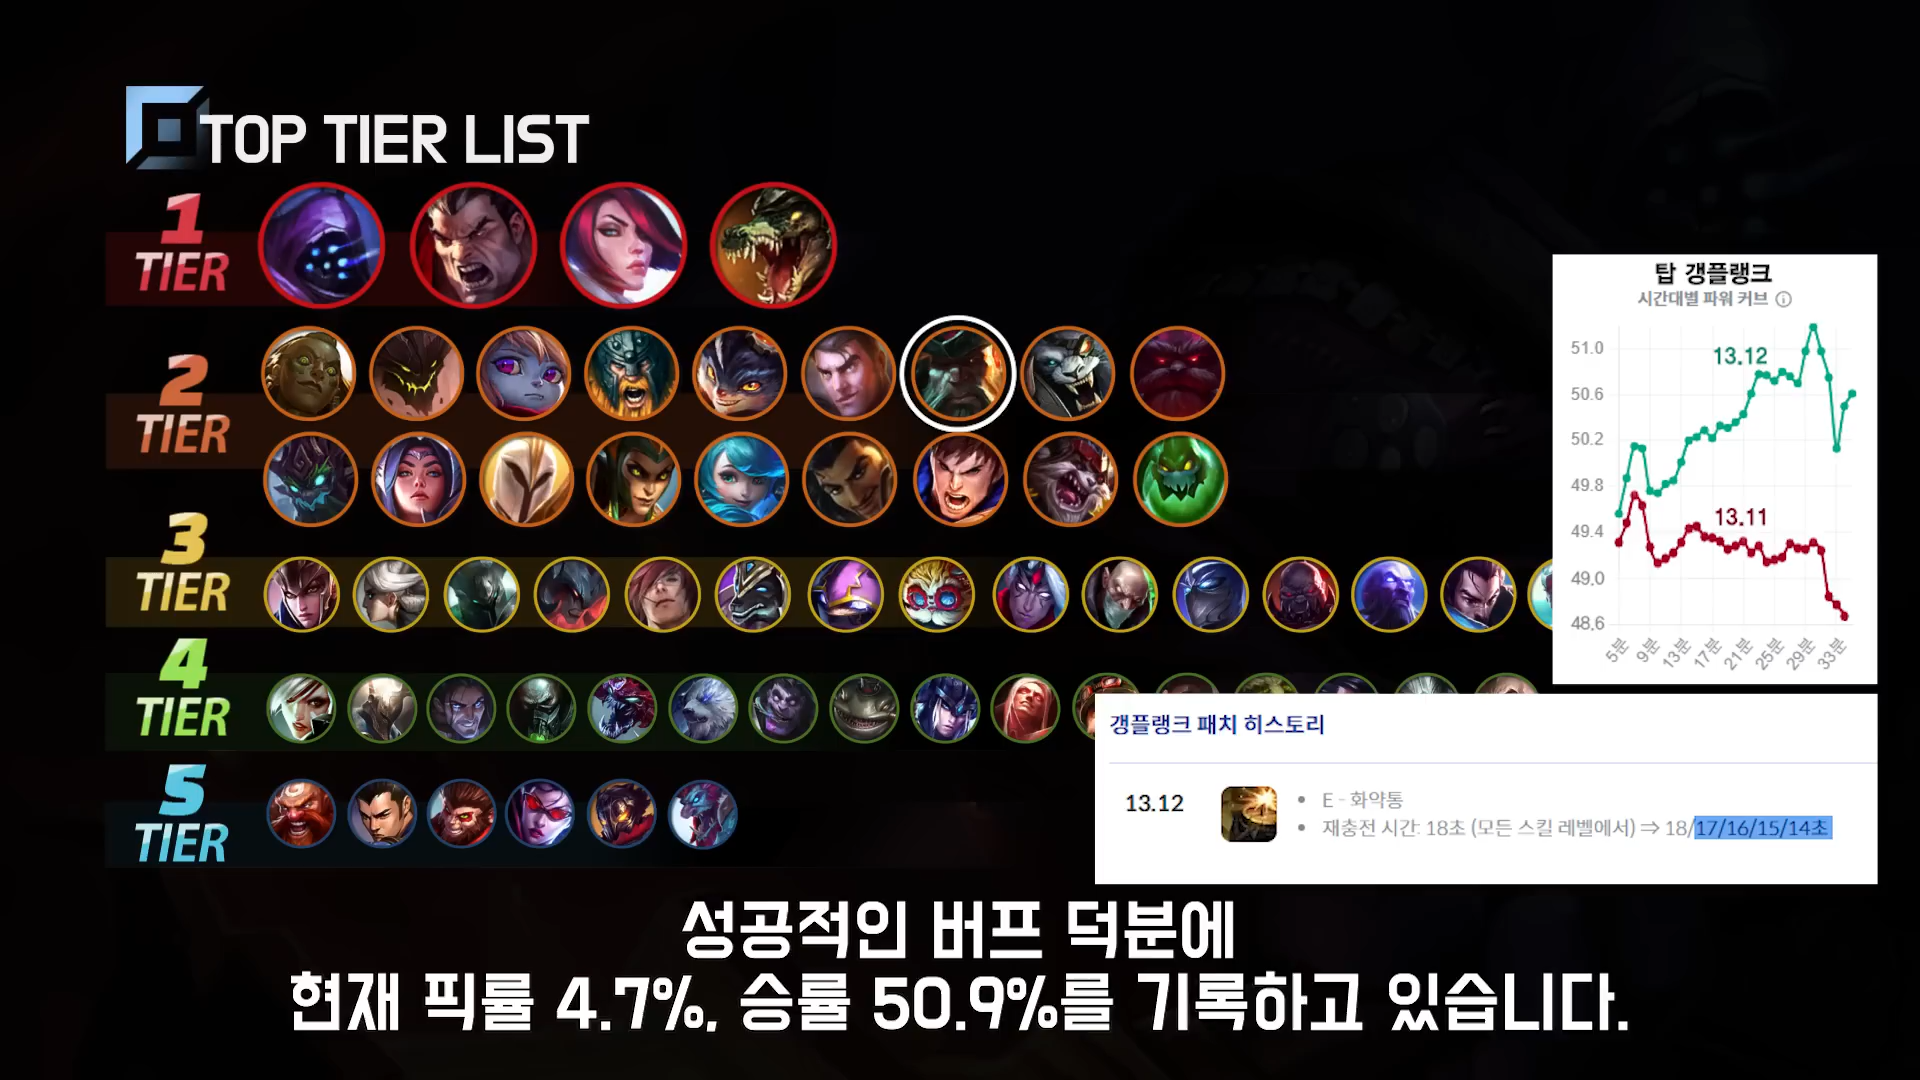 TOP TIER LIST
1
TIER
2
TIER
3
TIER
4
TIER
5
TIER
탑 갱플랭크
시간대별 파워 커브
51.0
50.6
50.2
49.8
49.4
49.0
48.6
13.12
13.11
5분 9분 13분 17분 21분 25분 29분 33분
갱플랭크 패치 히스토리
13.12
E - 화약통
재충전 시간: 18초 (모든 스킬 레벨에서) ⇒ 18/17/16/15/14초
성공적인 버프 덕분에
현재 픽률 4.7%, 승률 50.9%를 기록하고 있습니다.